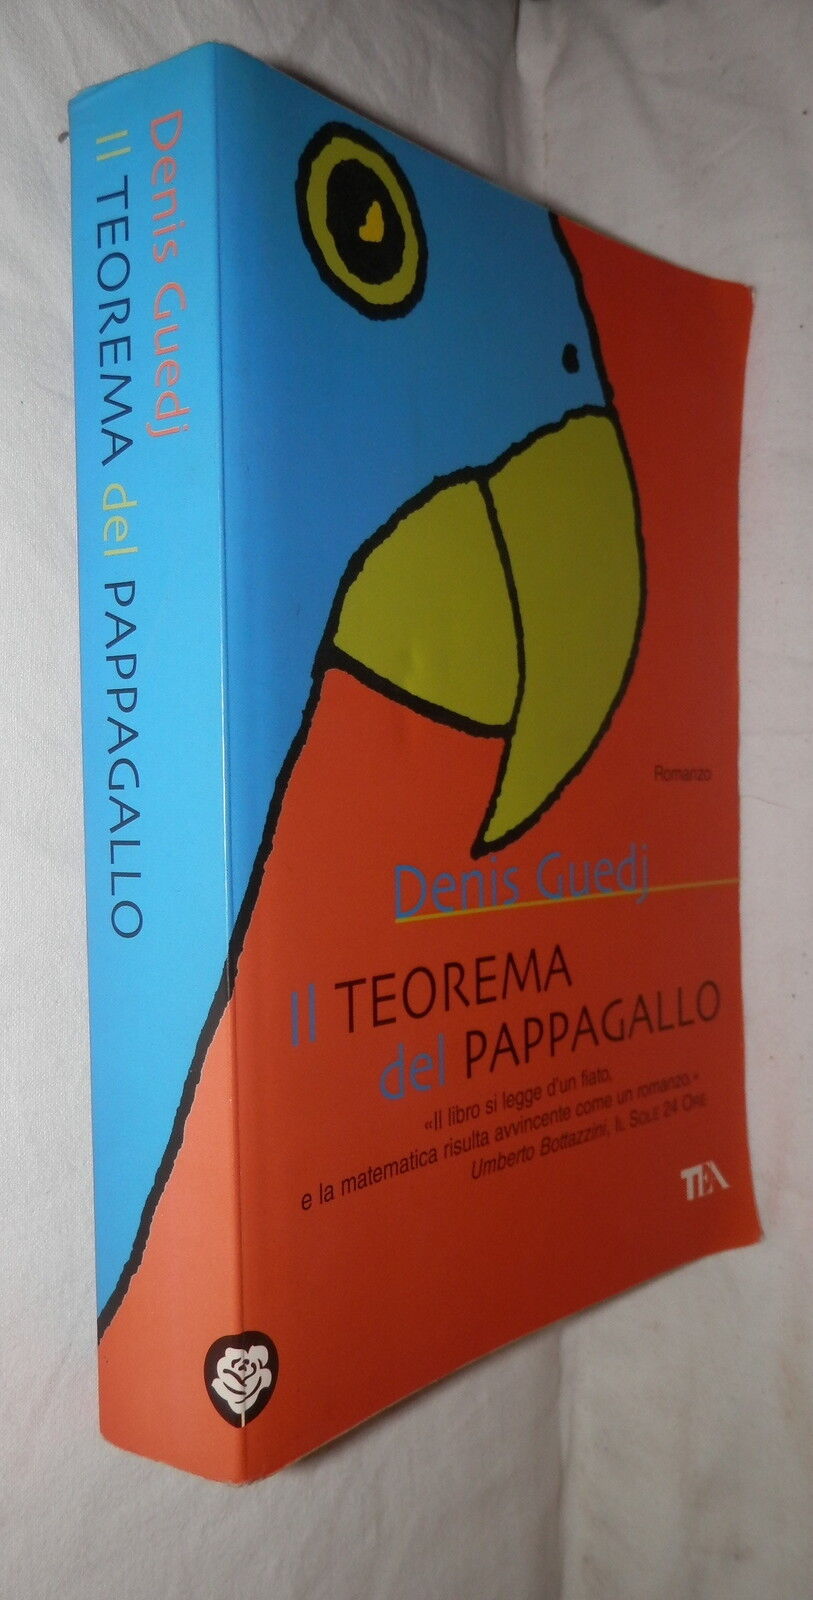 Denis Guedj
Il TEOREMA del PAPPAGALLO
Romanzo
Denis Guedj
Il TEOREMA
del PAPPAGALLO
«Il libro si legge d'un fiato,
e la matematica risulta avvincente come un romanzo.»
Umberto Bottazzini, IL SOLE 24 ORE
TEA